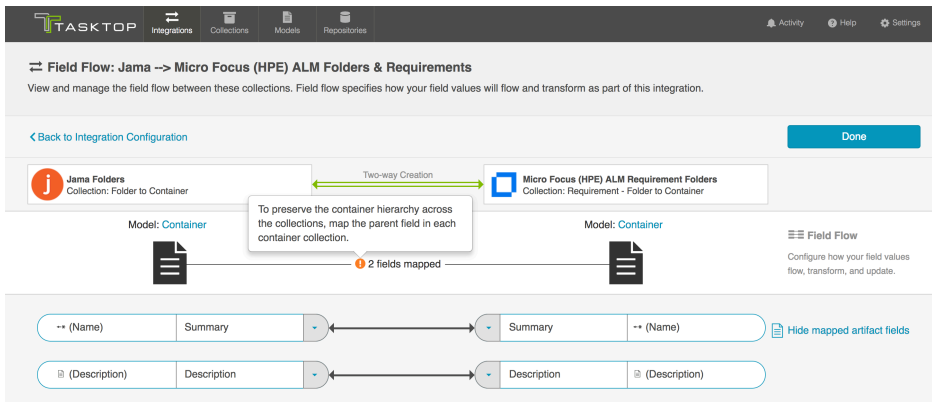 TASKTOP
Integrations
Collections
Models
Repositories
Activity
Help
Settings
Field Flow: Jama --> Micro Focus (HPE) ALM Folders & Requirements
View and manage the field flow between these collections. Field flow specifies how your field values will flow and transform as part of this integration.
Back to Integration Configuration
Done
Jama Folders
Collection: Folder to Container
Two-way Creation
Micro Focus (HPE) ALM Requirement Folders
Collection: Requirement - Folder to Container
To preserve the container hierarchy across
the collections, map the parent field in each
container collection.
Model: Container
Model: Container
2 fields mapped
Field Flow
Configure how your field values
flow, transform, and update.
(Name) Summary Summary (Name)
Hide mapped artifact fields
(Description) Description Description (Description)